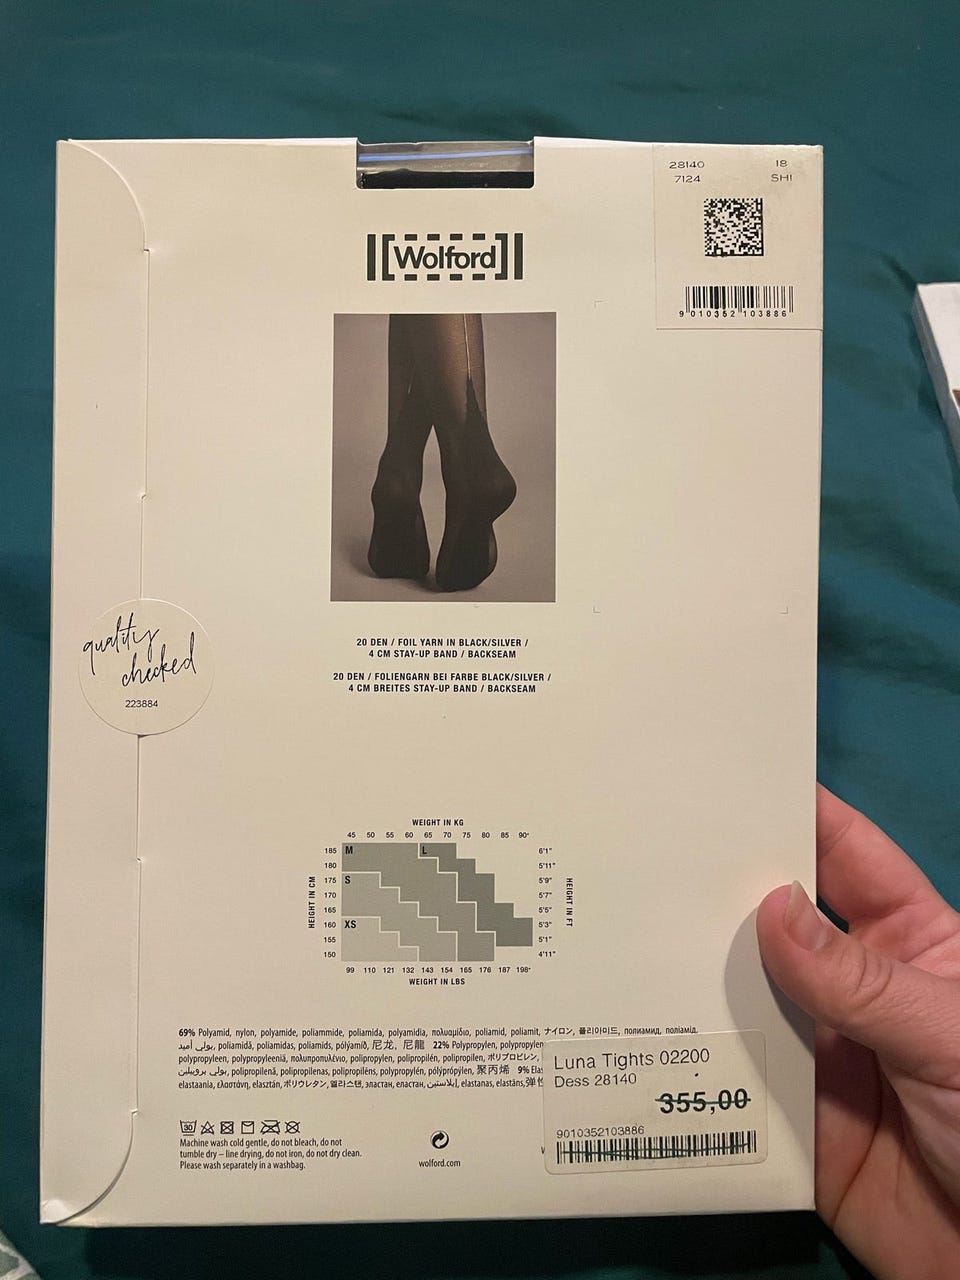 28140 18
7124 SHI
9 010352 103886
Wolford
20 DEN / FOIL YARN IN BLACK/SILVER /
4 CM STAY-UP BAND / BACKSEAM
20 DEN / FOLIENGARN BEI FARBE BLACK/SILVER /
4 CM BREITES STAY-UP BAND / BACKSEAM
quality
checked
223884
WEIGHT IN KG
45 50 55 60 65 70 75 80 85 90+
185 M L 6'1"
180 5'11"
175 S 5'9"
170 5'7"
165 5'5"
160 XS 5'3"
155 5'1"
150 4'11"
HEIGHT IN CM
HEIGHT IN FT
99 110 121 132 143 154 165 176 187 198+
WEIGHT IN LBS
69% Polyamid, nylon, polyamide, poliammide, poliamida, polyamidia, πολυαμίδιο, poliamid, poliamit, ナイロン, 폴리아미드, полиамид, поліамід,
بولي أميد, poliamidă, poliamidas, poliamīds, pólýamíð, 尼龙, 尼龍 22% Polypropylen, polypropylen
polypropyleen, polypropyleeniä, πολυπροπυλένιο, polipropylen, polipropilén, polipropilen, ポリプロピレン,
بولي بروبيلين, polipropilenă, polipropilenas, polipropilēns, polypropylén, pólýprópýlen, 聚丙烯 9% Elas
elastaania, ελαστάνη, elasztán, ポリウレタン, 엘라스탄, эластан, еластан, إيلاستين, elastanas, elastāns, 弹性
30
Machine wash cold gentle, do not bleach, do not
tumble dry – line drying, do not iron, do not dry clean.
Please wash separately in a washbag.
wolford.com
Luna Tights 02200
Dess 28140
355,00
9010352103886